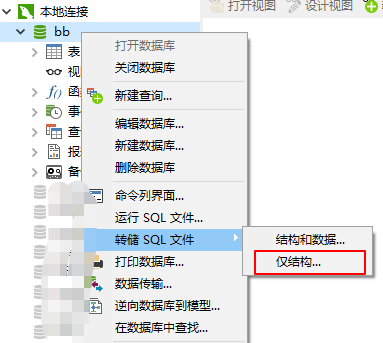 打开视图 设计视图
本地连接
bb
表
事
查
报
备
打开数据库
关闭数据库
新建查询...
编辑数据库...
新建数据库...
删除数据库
命令列界面...
运行 SQL 文件...
转储 SQL 文件
结构和数据...
仅结构...
打印数据库...
数据传输...
逆向数据库到模型...
在数据库中查找...